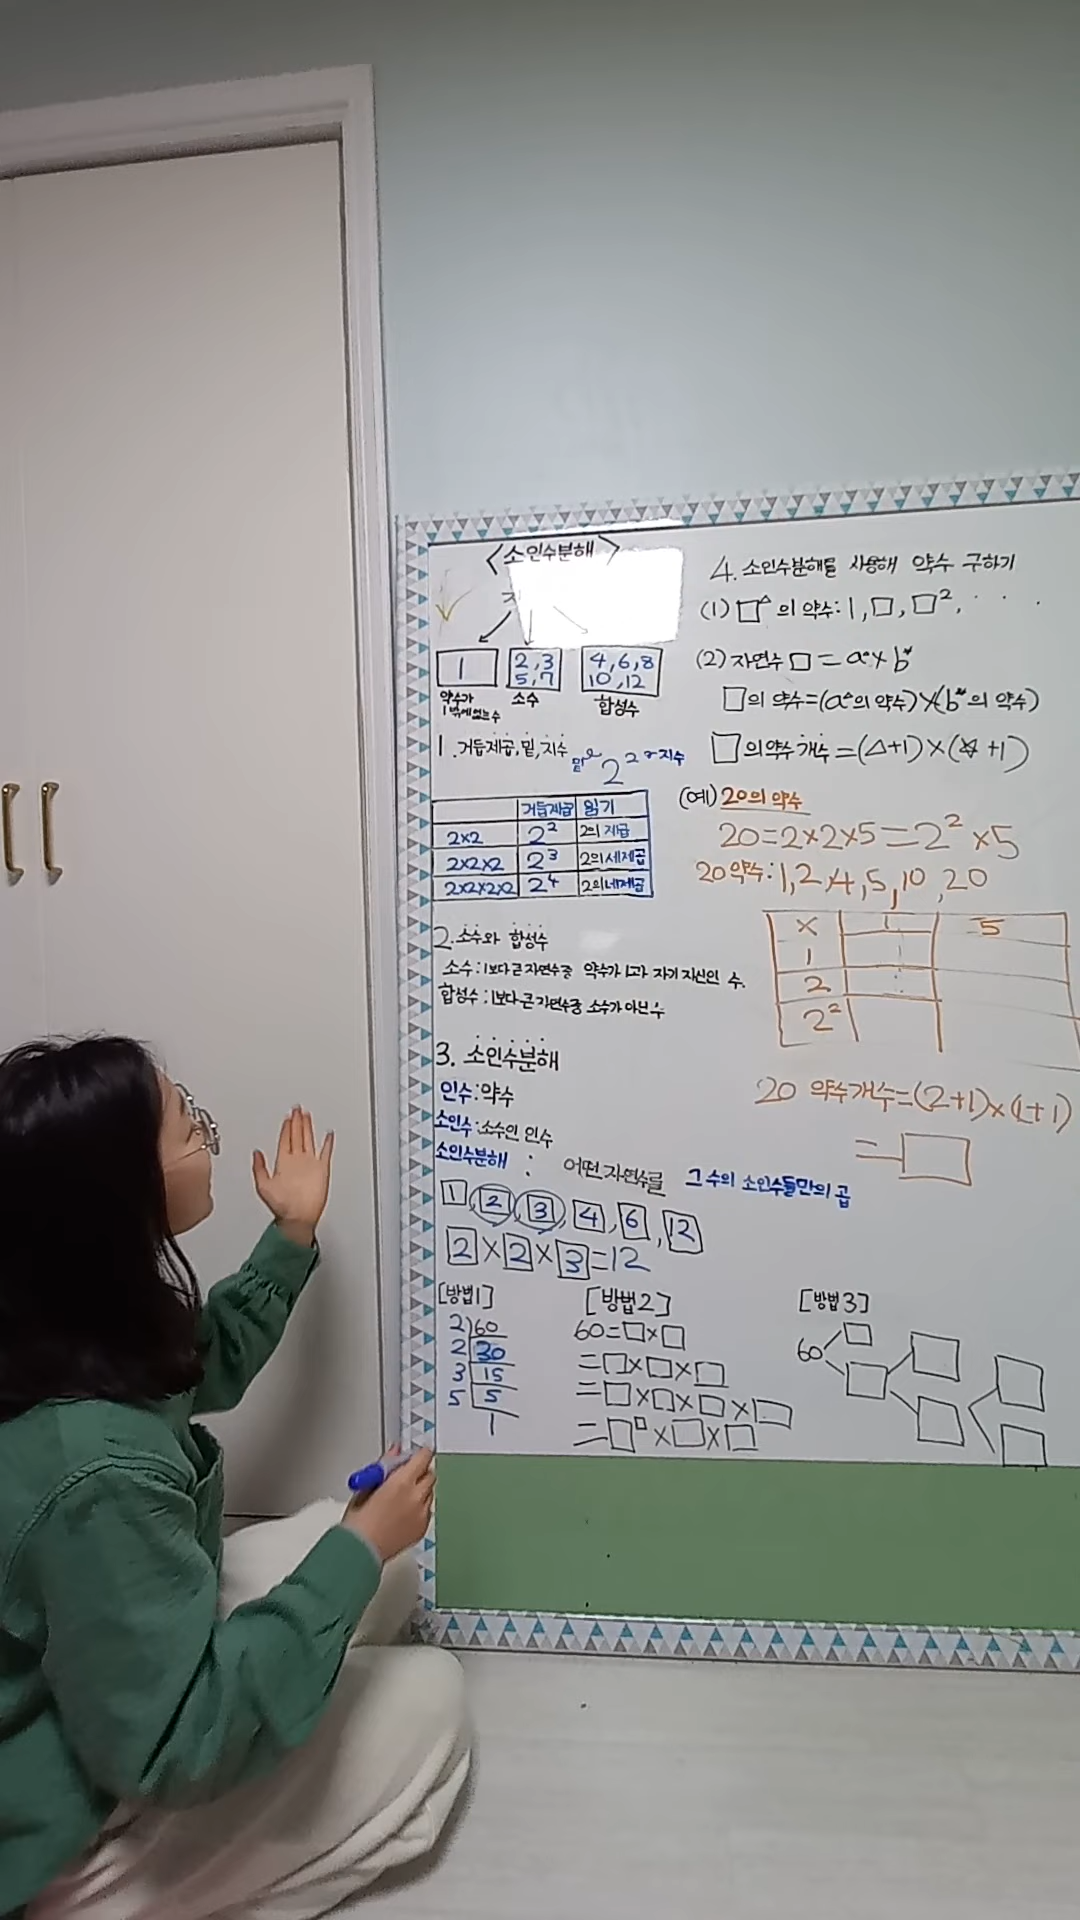 <소인수분해>
1
2,3
5,7
4,6,8
10,12
약수가
1밖에 없는 수
소수
합성수
1. 거듭제곱, 밑, 지수
밑 2² 지수
거듭제곱 읽기
2×2 2² 2의 제곱
2×2×2 2³ 2의 세제곱
2×2×2×2 2⁴ 2의 네제곱
2. 소수와 합성수
소수 : 1보다 큰 자연수중 약수가 1과 자기 자신인 수.
합성수 : 1보다 큰 자연수중 소수가 아닌 수
3. 소인수분해
인수 : 약수
소인수 : 소수인 인수
소인수분해 : 어떤 자연수를 그 수의 소인수들만의 곱
1, 2, 3, 4, 6, 12
2×2×3=12
[방법1]
2)60
2 30
3 15
5 5
1
[방법2]
60=□×□
=□×□×□
=□×□×□×□
=□□×□×□
[방법3]
60
4. 소인수분해를 사용해 약수 구하기
(1) □△의 약수: 1, □, □², · · ·
(2) 자연수 □=a△×b☆
□의 약수=(a△의 약수)×(b☆의 약수)
□의 약수 개수=(△+1)×(☆+1)
(예) 20의 약수
20=2×2×5=2²×5
20약수: 1,2,4,5,10,20
× 1 5
1
2
2²
20 약수개수=(2+1)×(1+1)
=□